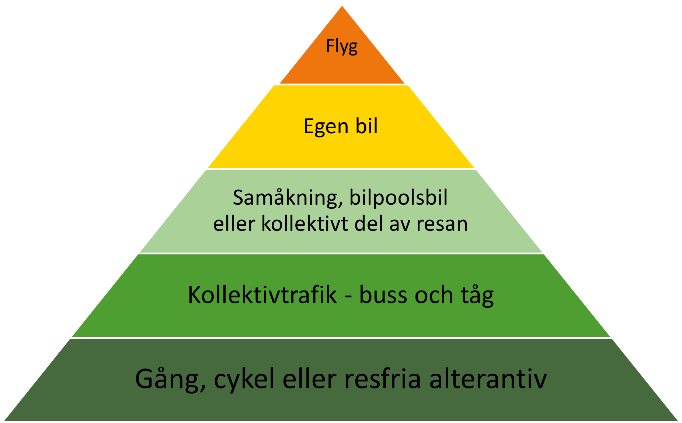 Flyg
Egen bil
Samåkning, bilpoolsbil
eller kollektivt del av resan
Kollektivtrafik - buss och tåg
Gång, cykel eller resfria alterantiv